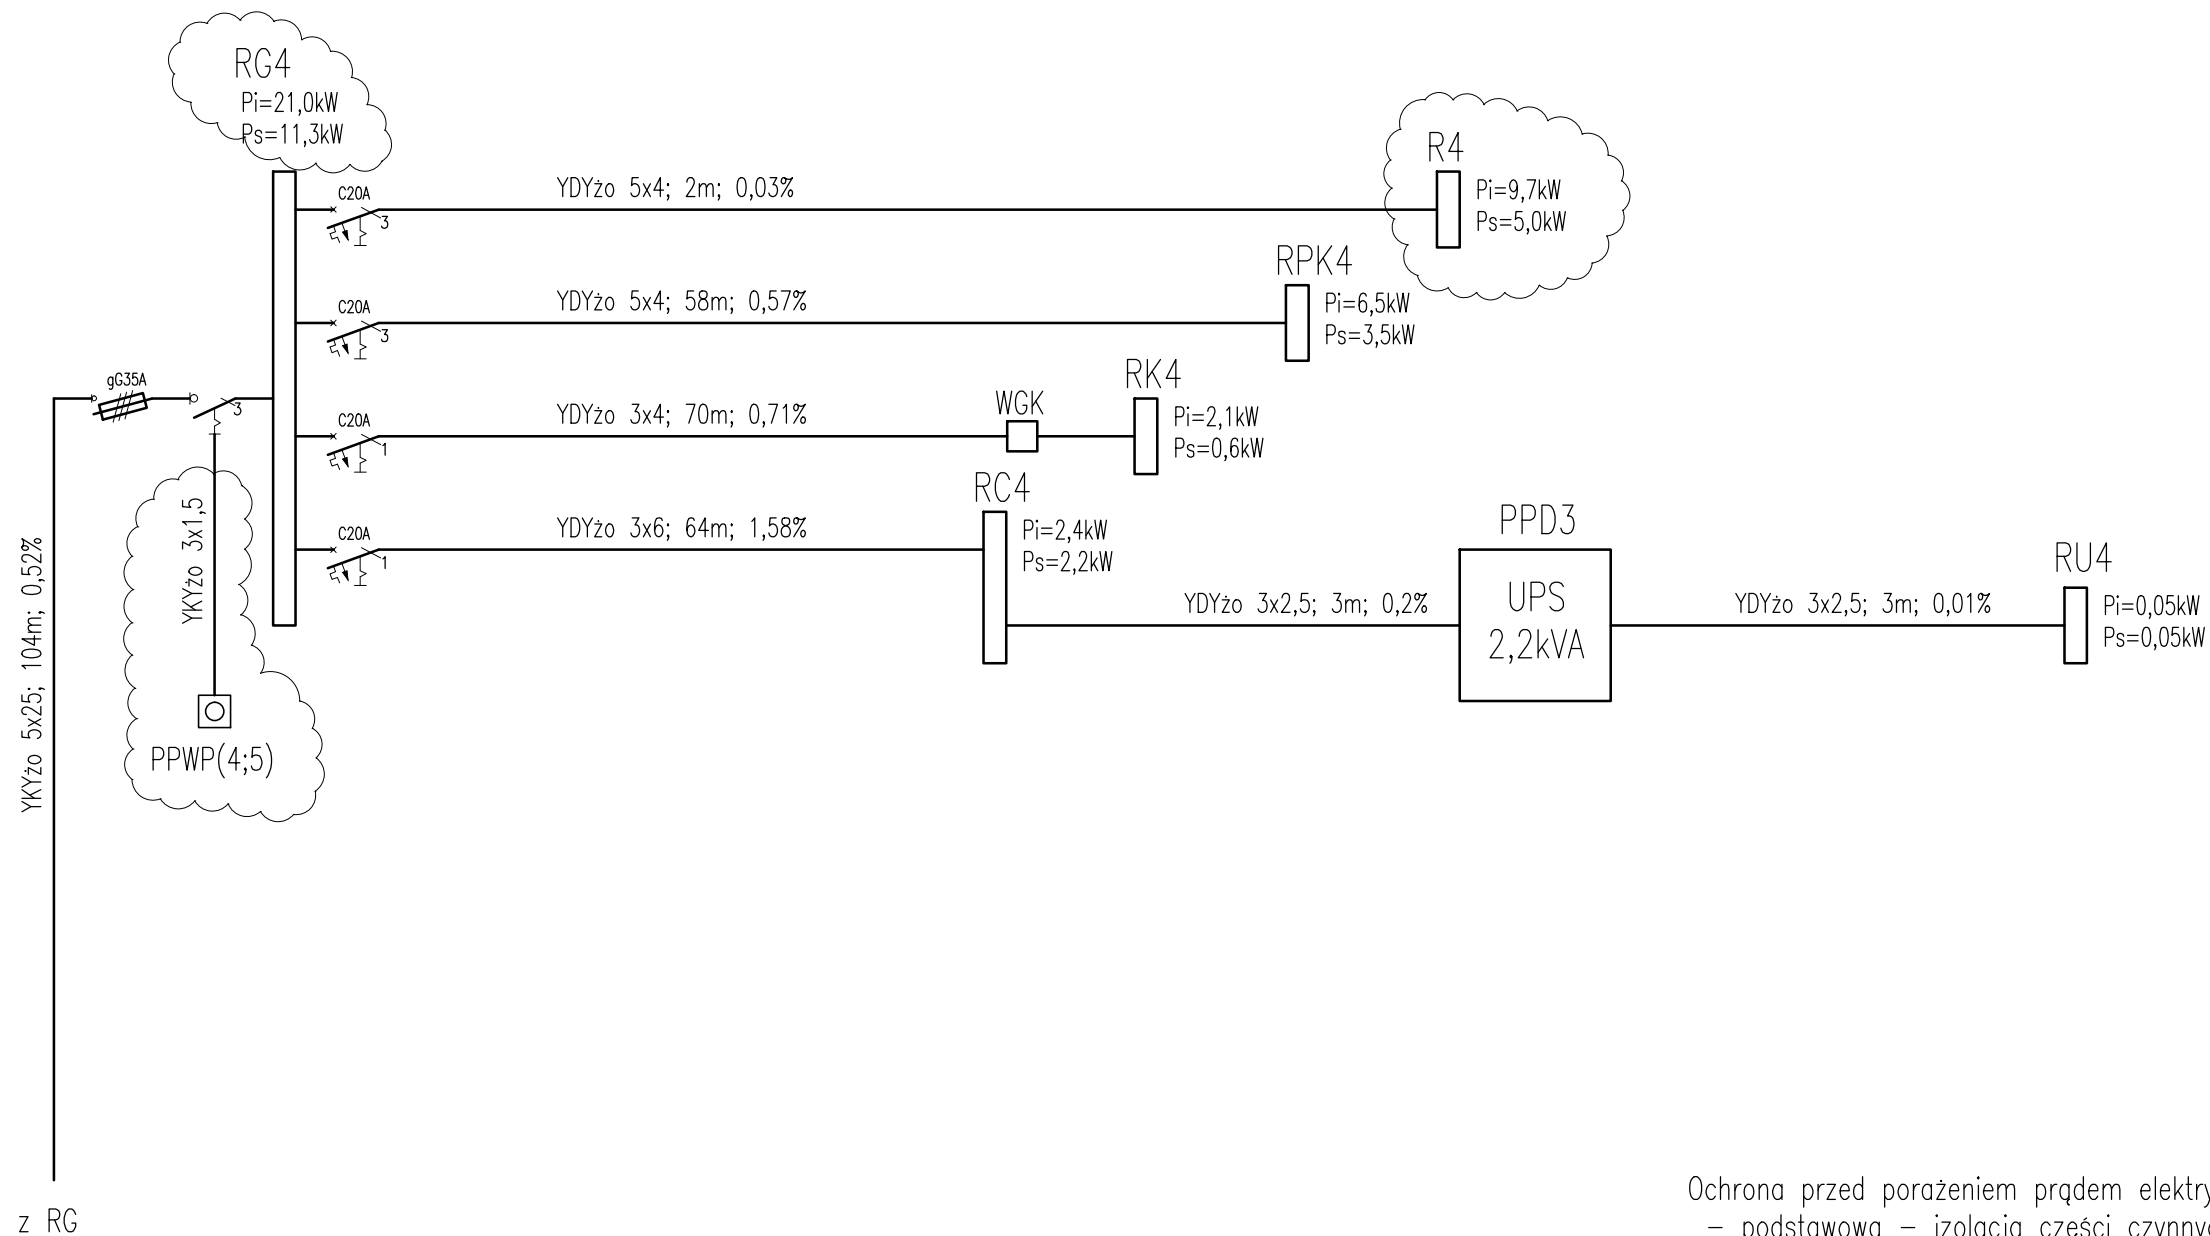 RG4
Pi=21,0kW
Ps=11,3kW
C20A
3
YDYżo 5x4; 2m; 0,03%
R4
Pi=9,7kW
Ps=5,0kW
C20A
3
YDYżo 5x4; 58m; 0,57%
RPK4
Pi=6,5kW
Ps=3,5kW
gG35A
3
C20A
1
YDYżo 3x4; 70m; 0,71%
WGK
RK4
Pi=2,1kW
Ps=0,6kW
C20A
1
YDYżo 3x6; 64m; 1,58%
RC4
Pi=2,4kW
Ps=2,2kW
YDYżo 3x2,5; 3m; 0,2%
PPD3
UPS
2,2kVA
YDYżo 3x2,5; 3m; 0,01%
RU4
Pi=0,05kW
Ps=0,05kW
YKYżo 3x1,5
PPWP(4;5)
YKYżo 5x25; 104m; 0,52%
z RG
Ochrona przed porażeniem prądem elektry
– podstawowa – izolacja części czynnyc